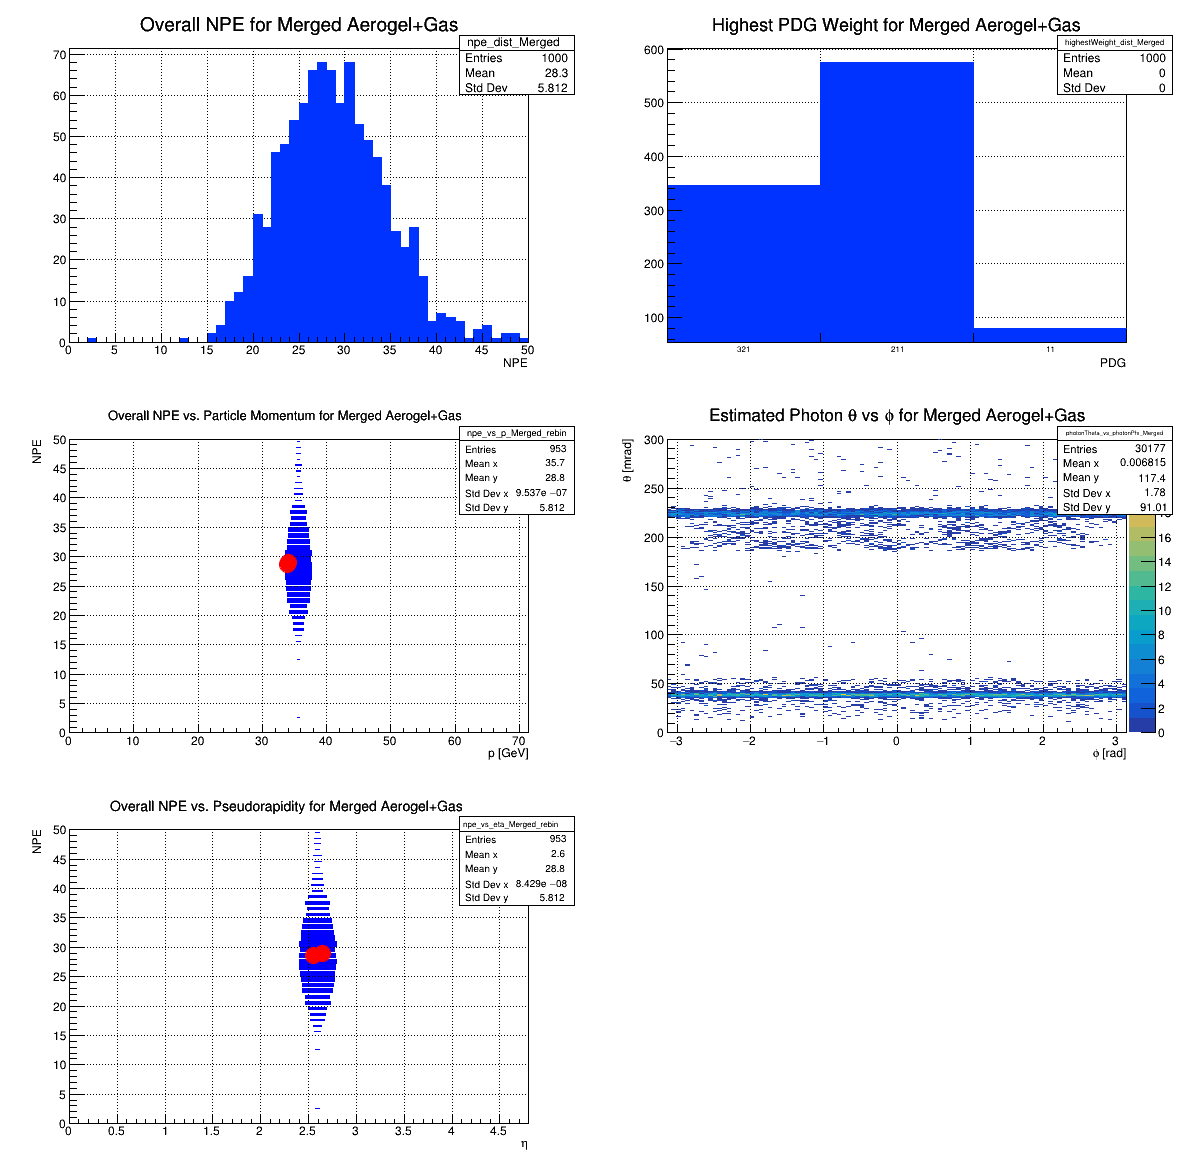 Overall NPE for Merged Aerogel+Gas
npe_dist_Merged
Entries 1000
Mean 28.3
Std Dev 5.812
70
60
50
40
30
20
10
0
0 5 10 15 20 25 30 35 40 45 50
NPE
Highest PDG Weight for Merged Aerogel+Gas
highestWeight_dist_Merged
Entries 1000
Mean 0
Std Dev 0
600
500
400
300
200
100
321 211 11
PDG
Overall NPE vs. Particle Momentum for Merged Aerogel+Gas
npe_vs_p_Merged_rebin
Entries 953
Mean x 35.7
Mean y 28.8
Std Dev x 9.537e −07
Std Dev y 5.812
NPE
50
45
40
35
30
25
20
15
10
5
0
0 10 20 30 40 50 60 70
p [GeV]
Estimated Photon θ vs ϕ for Merged Aerogel+Gas
photonTheta_vs_photonPhi_Merged
Entries 30177
Mean x 0.006815
Mean y 117.4
Std Dev x 1.78
Std Dev y 91.01
θ [mrad]
300
250
200
150
100
50
0
−3 −2 −1 0 1 2 3
ϕ [rad]
16
14
12
10
8
6
4
2
0
Overall NPE vs. Pseudorapidity for Merged Aerogel+Gas
npe_vs_eta_Merged_rebin
Entries 953
Mean x 2.6
Mean y 28.8
Std Dev x 8.429e −08
Std Dev y 5.812
NPE
50
45
40
35
30
25
20
15
10
5
0
0 0.5 1 1.5 2 2.5 3 3.5 4 4.5
η